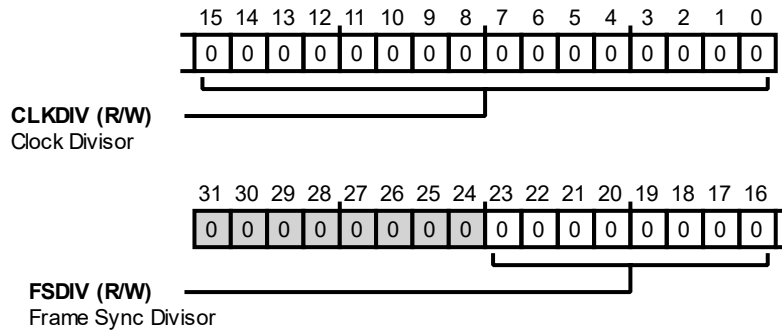 15 14 13 12 11 10 9 8 7 6 5 4 3 2 1 0
0 0 0 0 0 0 0 0 0 0 0 0 0 0 0 0
CLKDIV (R/W)
Clock Divisor
31 30 29 28 27 26 25 24 23 22 21 20 19 18 17 16
0 0 0 0 0 0 0 0 0 0 0 0 0 0 0 0
FSDIV (R/W)
Frame Sync Divisor